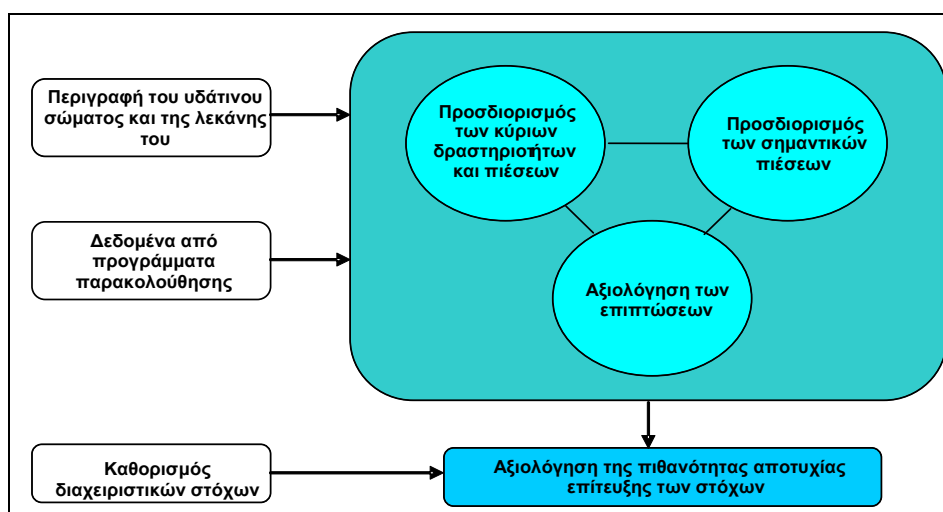 Περιγραφή του υδάτινου
σώματος και της λεκάνης
του
Προσδιορισμός
των κύριων
δραστηριοτήτων
και πιέσεων
Προσδιορισμός
των σημαντικών
πιέσεων
Δεδομένα από
προγράμματα
παρακολούθησης
Αξιολόγηση των
επιπτώσεων
Καθορισμός
διαχειριστικών στόχων
Αξιολόγηση της πιθανότητας αποτυχίας
επίτευξης των στόχων